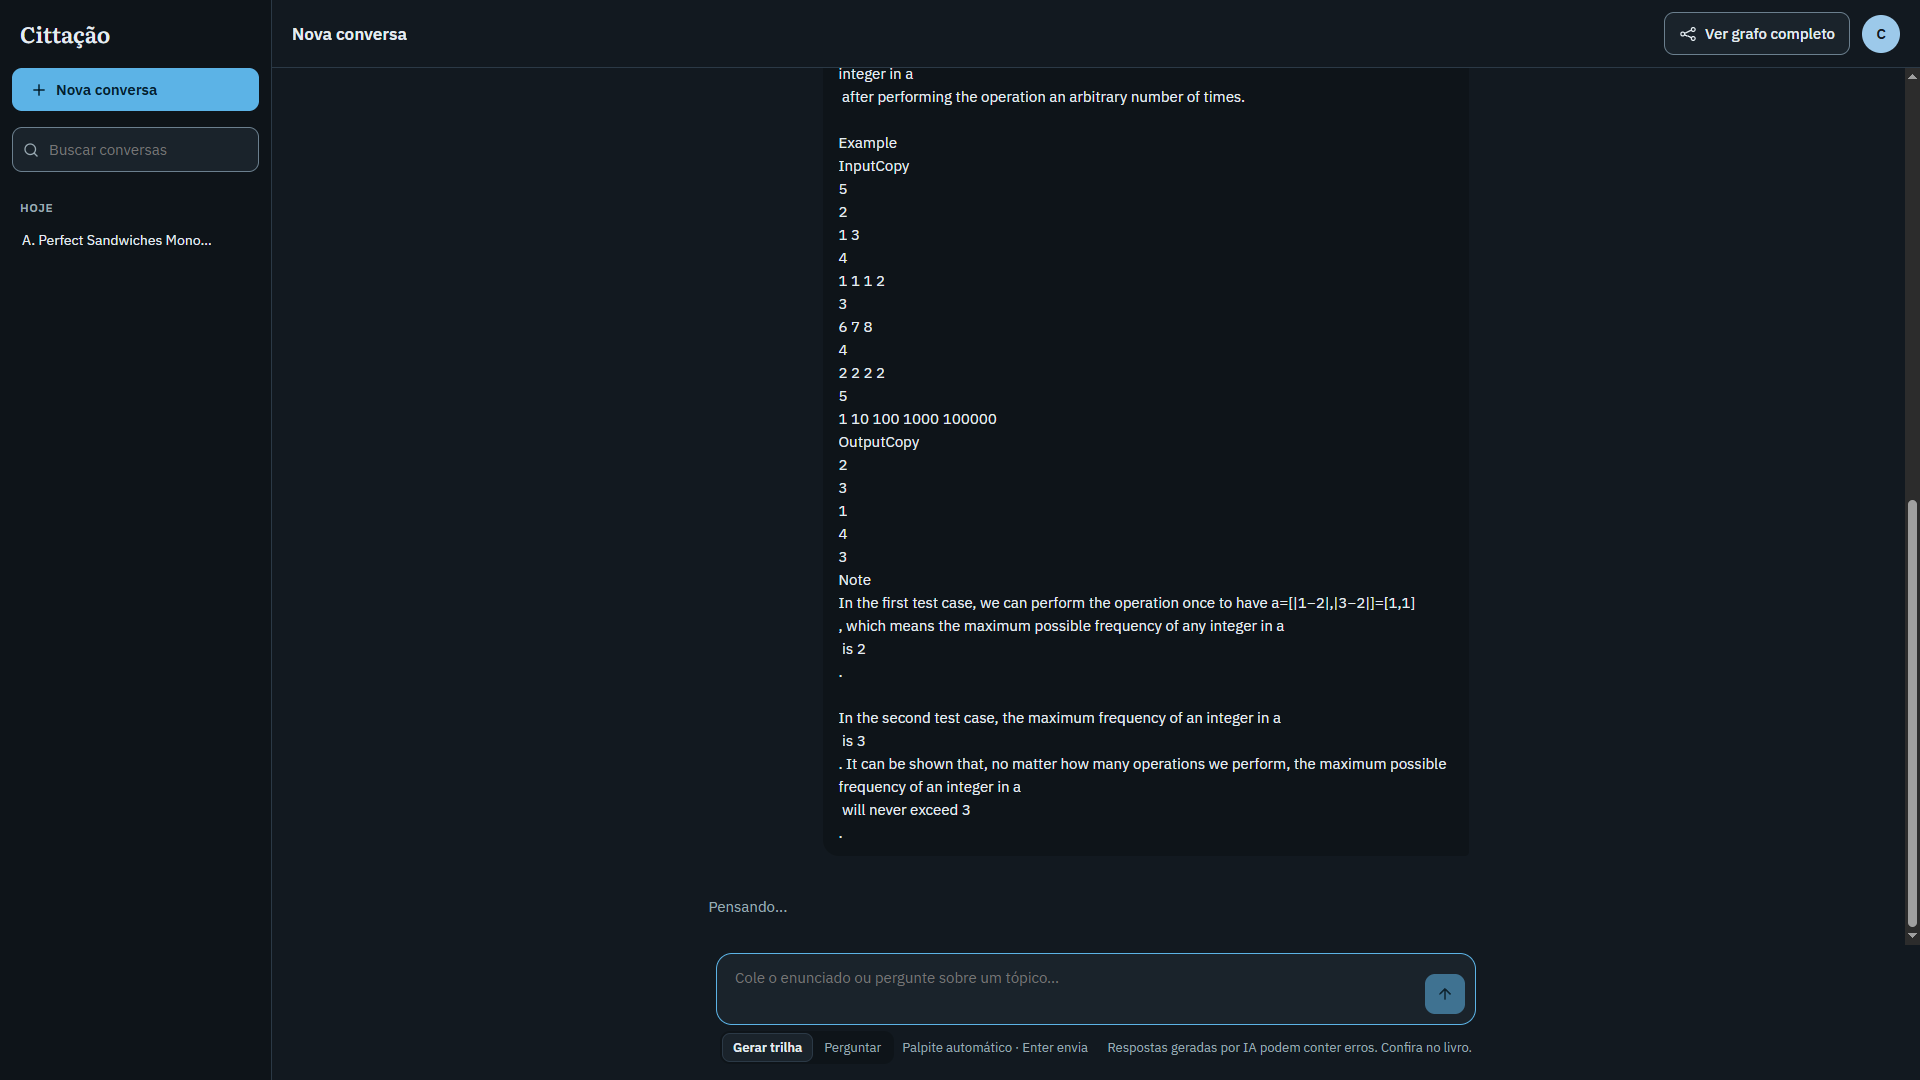 Cittação
Nova conversa
Buscar conversas
HOJE
A. Perfect Sandwiches Mono...
Nova conversa
Ver grafo completo
C
integer in a
after performing the operation an arbitrary number of times.
Example
InputCopy
5
2
1 3
4
1 1 1 2
3
6 7 8
4
2 2 2 2
5
1 10 100 1000 100000
OutputCopy
2
3
1
4
3
Note
In the first test case, we can perform the operation once to have a=[|1−2|,|3−2|]=[1,1]
, which means the maximum possible frequency of any integer in a
is 2
.
In the second test case, the maximum frequency of an integer in a
is 3
. It can be shown that, no matter how many operations we perform, the maximum possible
frequency of an integer in a
will never exceed 3
.
Pensando...
Cole o enunciado ou pergunte sobre um tópico...
Gerar trilha
Perguntar
Palpite automático · Enter envia
Respostas geradas por IA podem conter erros. Confira no livro.